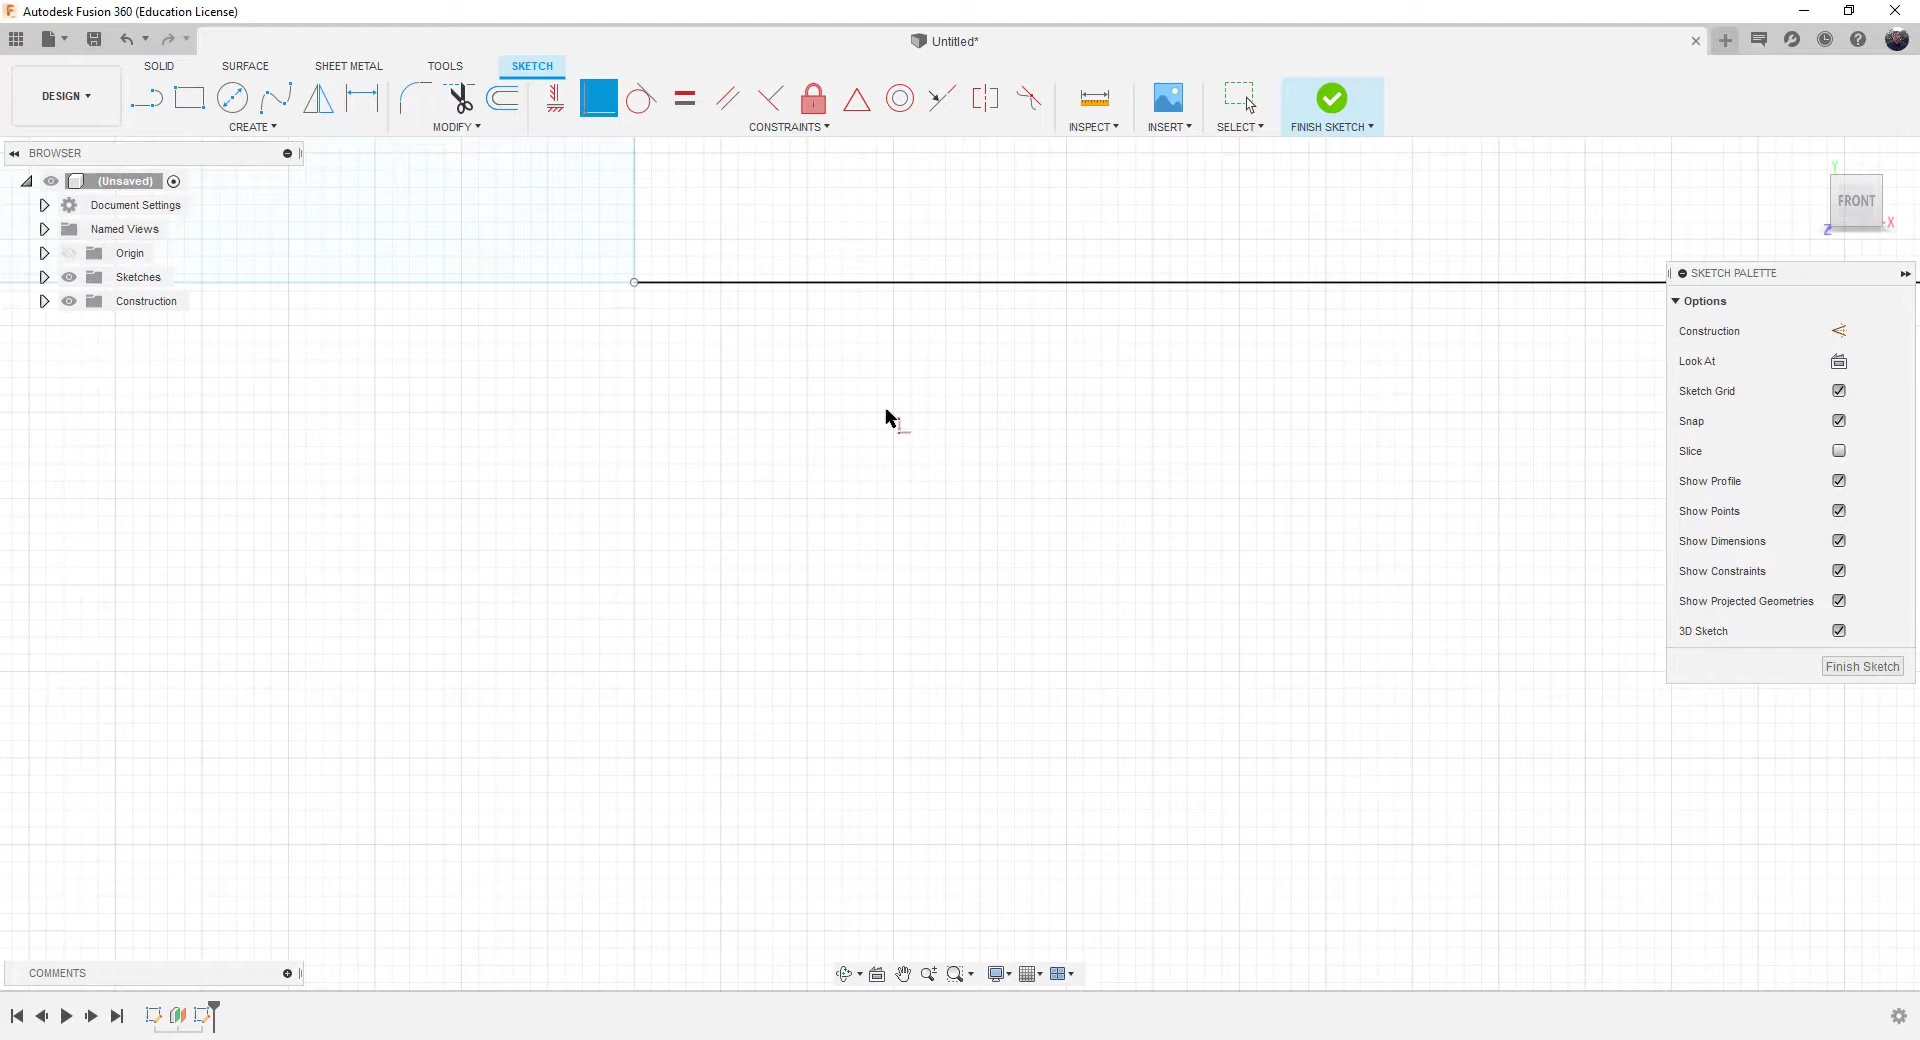 Autodesk Fusion 360 (Education License)
Untitled*
SOLID
SURFACE
SHEET METAL
TOOLS
SKETCH
DESIGN
CREATE
MODIFY
CONSTRAINTS
INSPECT
INSERT
SELECT
FINISH SKETCH
BROWSER
(Unsaved)
Document Settings
Named Views
Origin
Sketches
Construction
Y
FRONT
X
Z
SKETCH PALETTE
Options
Construction
Look At
Sketch Grid
Snap
Slice
Show Profile
Show Points
Show Dimensions
Show Constraints
Show Projected Geometries
3D Sketch
Finish Sketch
COMMENTS